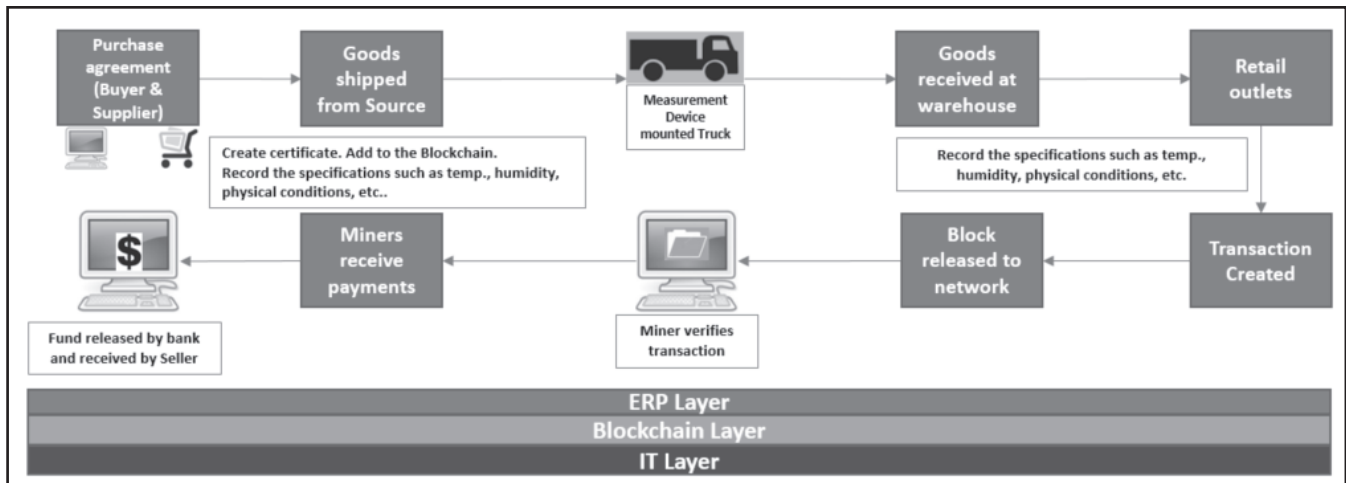 Purchase
agreement
(Buyer &
Supplier)
Goods
shipped
from Source
Measurement
Device
mounted Truck
Goods
received at
warehouse
Retail
outlets
Create certificate. Add to the Blockchain.
Record the specifications such as temp., humidity,
physical conditions, etc..
Record the specifications such as temp.,
humidity, physical conditions, etc.
$
Fund released by bank
and received by Seller
Miners
receive
payments
Miner verifies
transaction
Block
released to
network
Transaction
Created
ERP Layer
Blockchain Layer
IT Layer